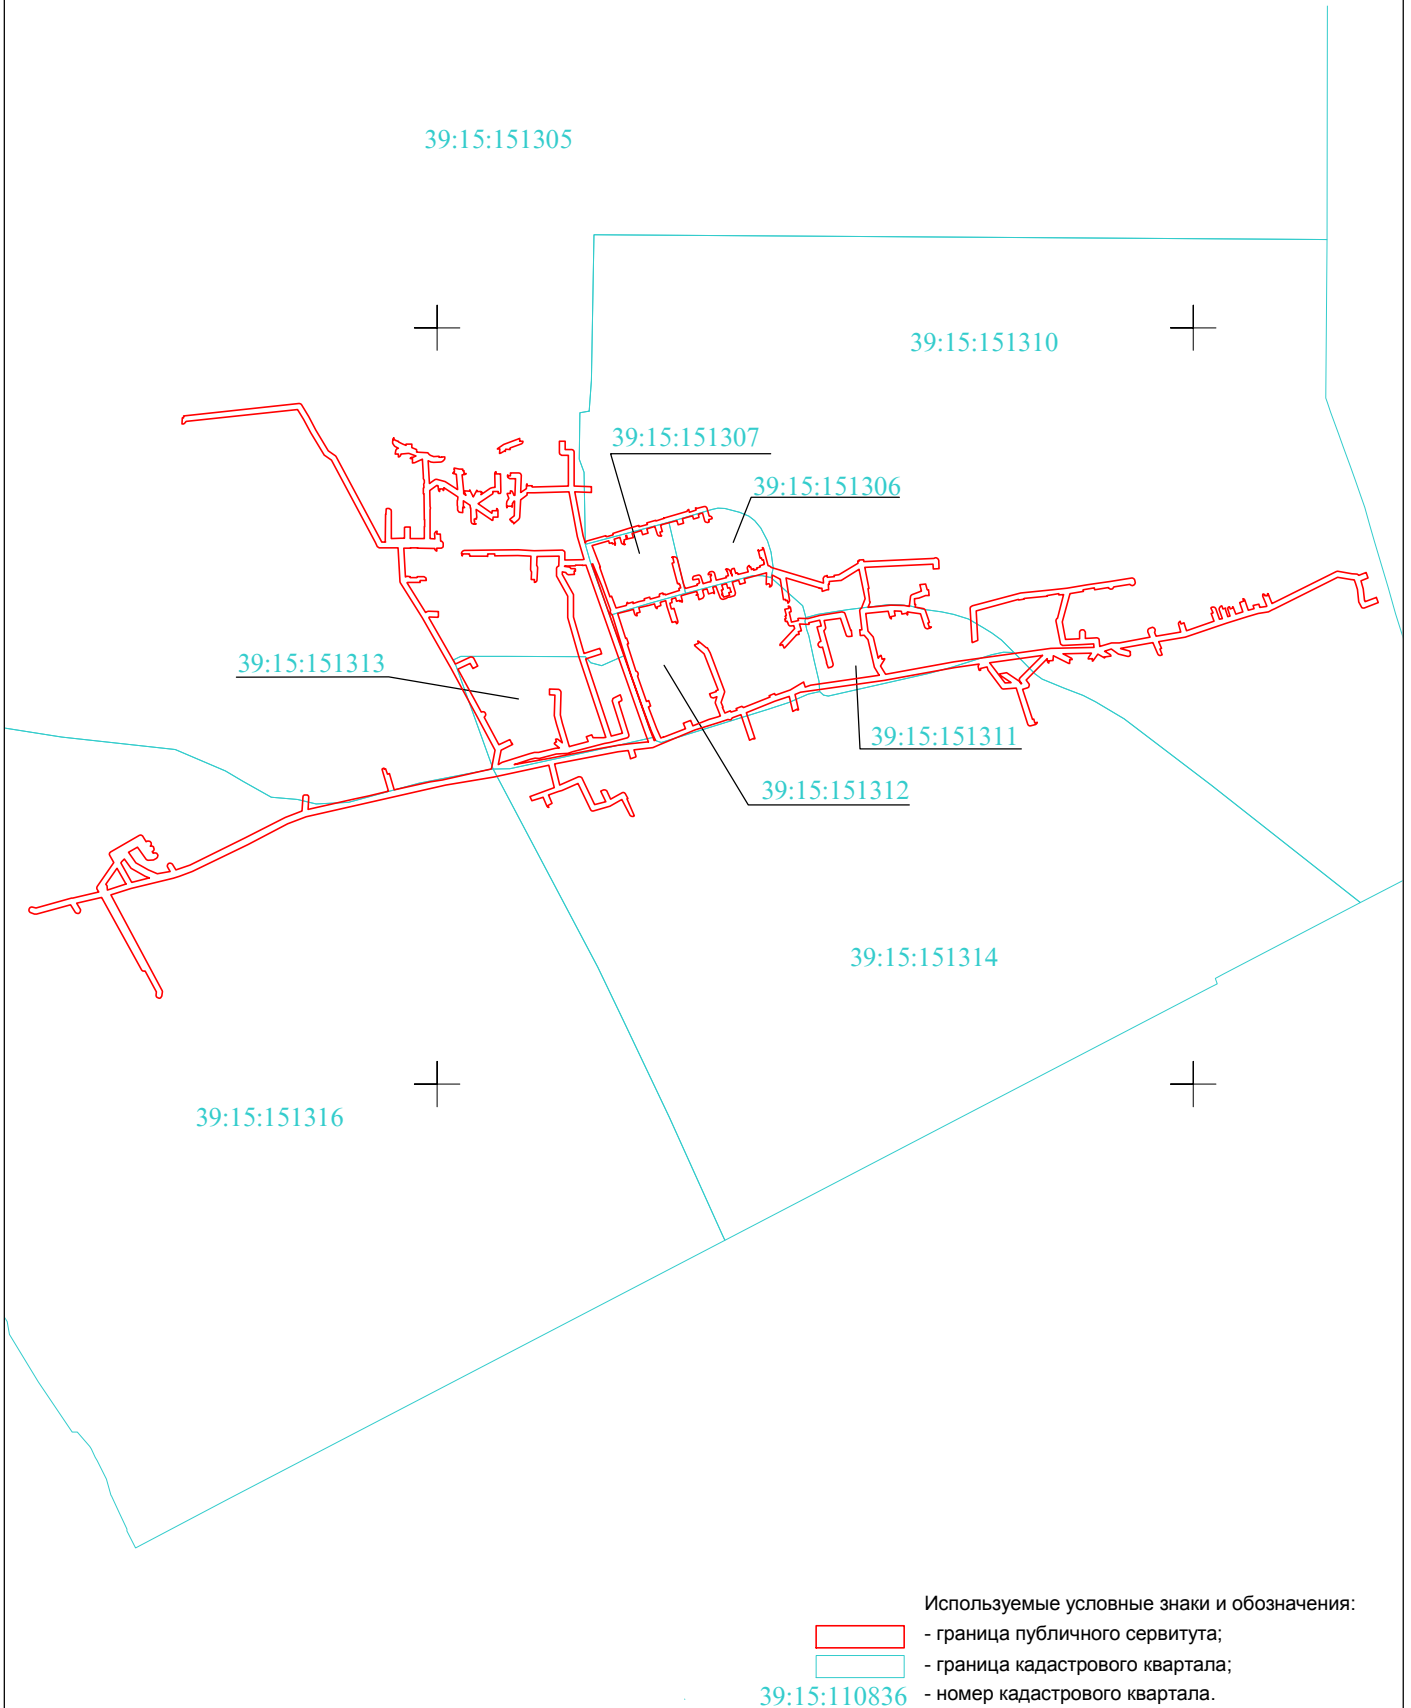 39:15:151305
39:15:151310
39:15:151307
39:15:151306
39:15:151313
39:15:151311
39:15:151312
39:15:151314
39:15:151316
Используемые условные знаки и обозначения:
- граница публичного сервитута;
- граница кадастрового квартала;
39:15:110836 - номер кадастрового квартала.